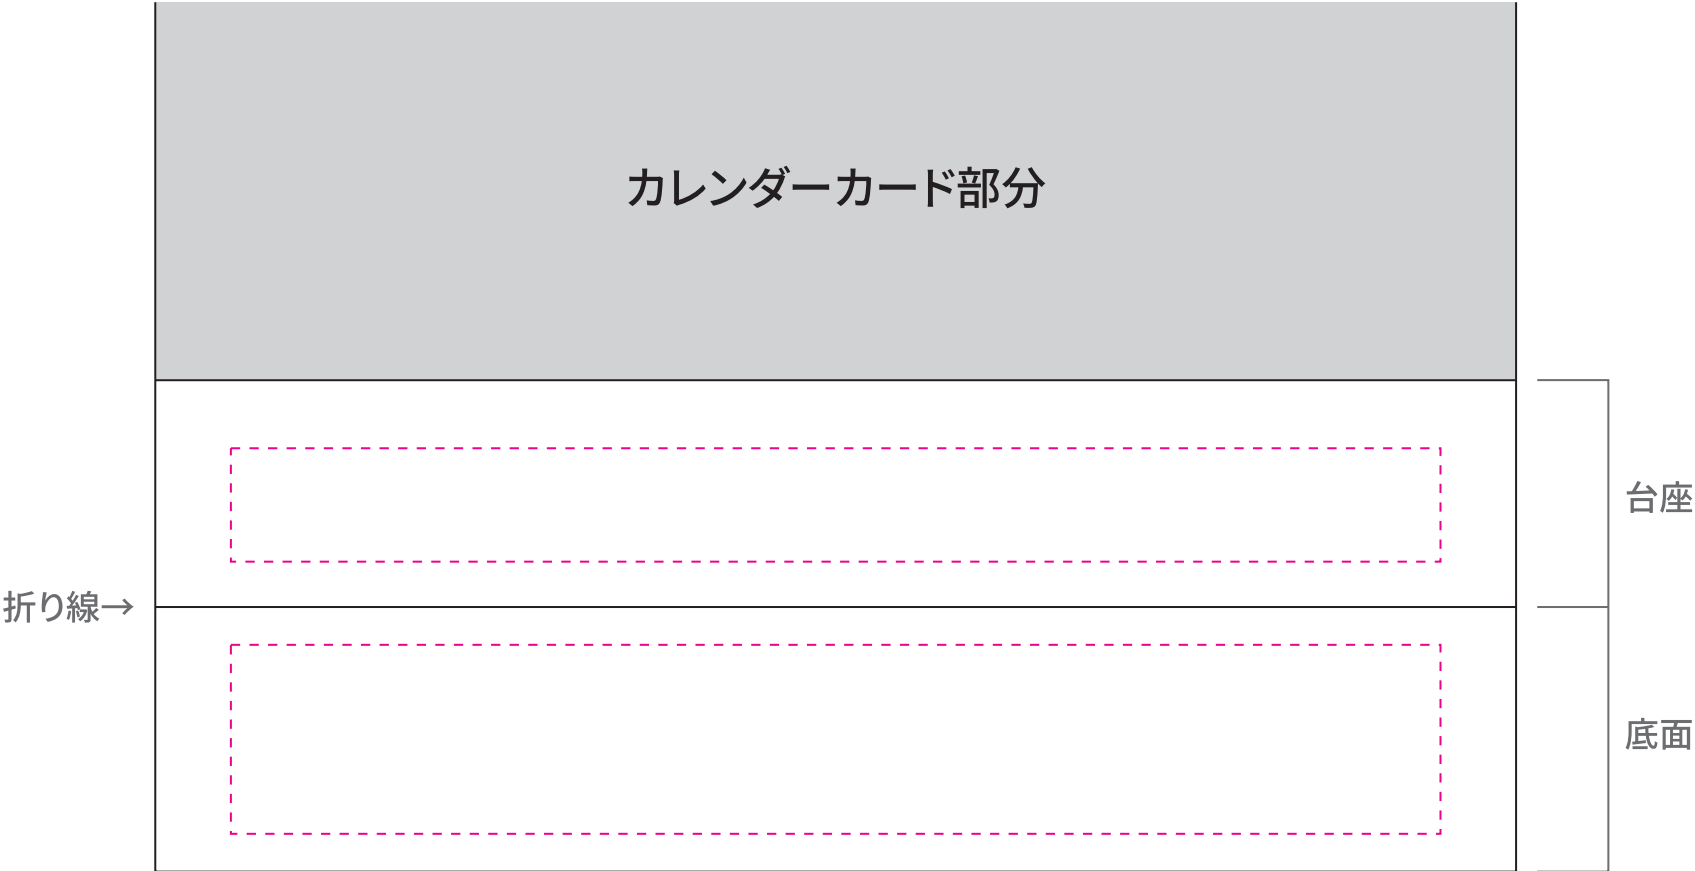 カレンダーカード部分
台座
折り線→
底面